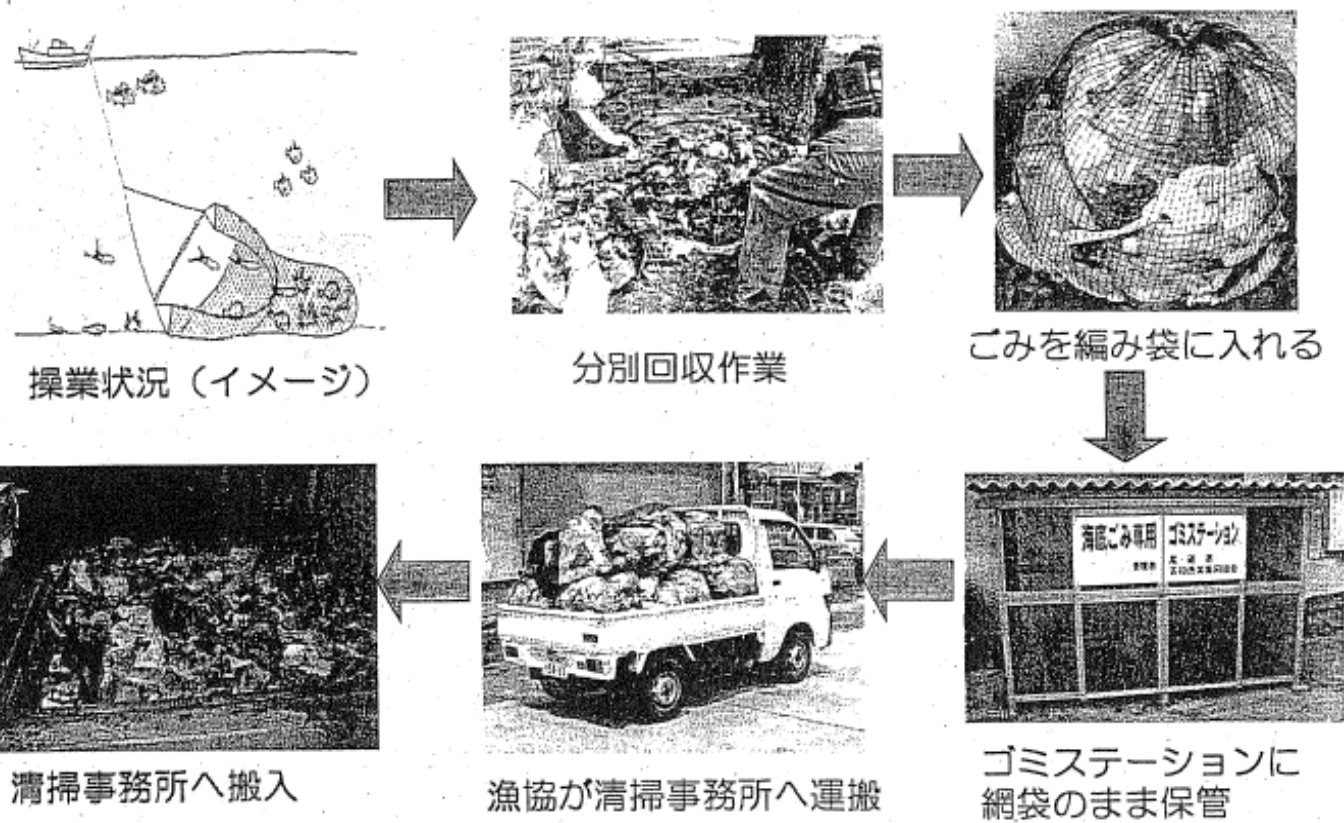 操業状況（イメージ）
分別回収作業
ごみを編み袋に入れる
海底ごみ専用
ゴミステーション
ゴミステーションに
網袋のまま保管
漁協が清掃事務所へ運搬
清掃事務所へ搬入